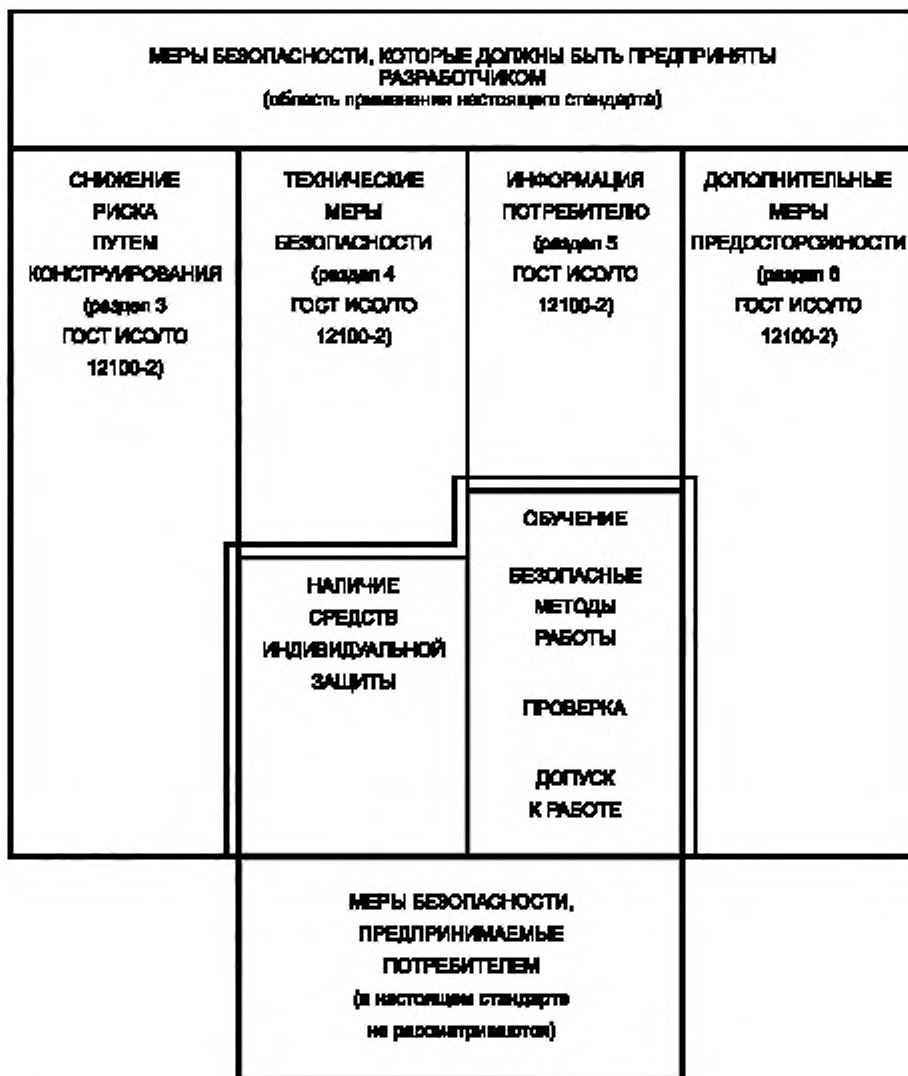 МЕРЫ БЕЗОПАСНОСТИ, КОТОРЫЕ ДОЛЖНЫ БЫТЬ ПРЕДПРИНЯТЫ
РАЗРАБОТЧИКОМ
(область применения настоящего стандарта)
СНИЖЕНИЕ
РИСКА
ПУТЕМ
КОНСТРУИРОВАНИЯ
(раздел 3
ГОСТ ИСО/ТО
12100-2)
ТЕХНИЧЕСКИЕ
МЕРЫ
БЕЗОПАСНОСТИ
(раздел 4
ГОСТ ИСО/ТО
12100-2)
ИНФОРМАЦИЯ
ПОТРЕБИТЕЛЮ
(раздел 5
ГОСТ ИСО/ТО
12100-2)
ДОПОЛНИТЕЛЬНЫЕ
МЕРЫ
ПРЕДОСТОРОЖНОСТИ
(раздел 6
ГОСТ ИСО/ТО
12100-2)
НАЛИЧИЕ
СРЕДСТВ
ИНДИВИДУАЛЬНОЙ
ЗАЩИТЫ
ОБУЧЕНИЕ
БЕЗОПАСНЫЕ
МЕТОДЫ
РАБОТЫ
ПРОВЕРКА
ДОПУСК
К РАБОТЕ
МЕРЫ БЕЗОПАСНОСТИ,
ПРЕДПРИНИМАЕМЫЕ
ПОТРЕБИТЕЛЕМ
(в настоящем стандарте
не рассматриваются)